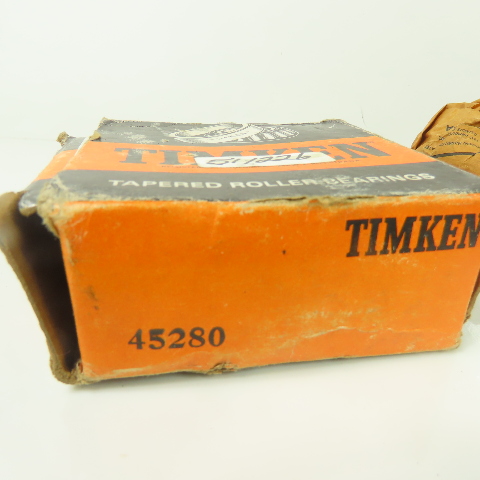 TIMKEN
TAPERED ROLLER BEARINGS
TIMKEN
45280